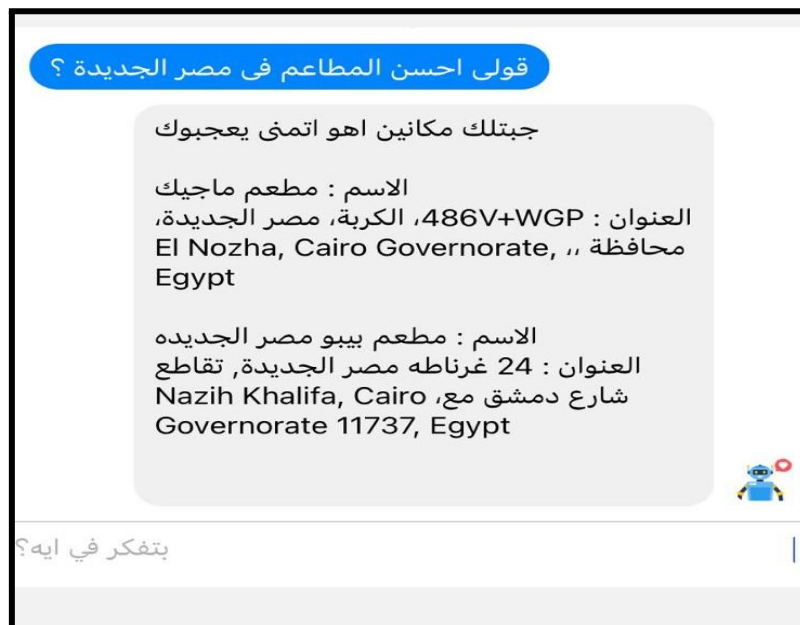 قولى احسن المطاعم فى مصر الجديدة ؟
جبتلك مكانين اهو اتمنى يعجبوك
الاسم : مطعم ماجيك
العنوان : 486V+WGP، الكربة، مصر الجديدة،
محافظة ،، El Nozha, Cairo Governorate,
Egypt
الاسم : مطعم بيبو مصر الجديده
العنوان : 24 غرناطه مصر الجديدة, تقاطع
شارع دمشق مع، Nazih Khalifa, Cairo
Governorate 11737, Egypt
بتفكر في ايه؟